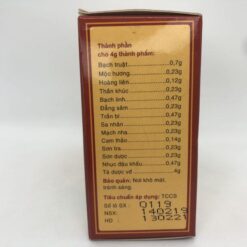 Thành phần
cho 4g thành phẩm:
Bạch truật 0,7g
Mộc hương 0,23g
Hoàng liên 0,12g
Thần khúc 0,23g
Bạch linh 0,47g
Đẳng sâm 0,23g
Trần bì 0,47g
Sa nhân 0,23g
Mạch nha 0,23g
Cam thảo 0,14g
Sơn tra 0,23g
Sơn dược 0,23g
Nhục đậu khấu 0,47g
Tá dược vđ 4g
Bảo quản: Nơi khô mát,
tránh sáng.
Tiêu chuẩn áp dụng: TCCS
Số lô SX: 0119
NSX: 140219
HD 130221